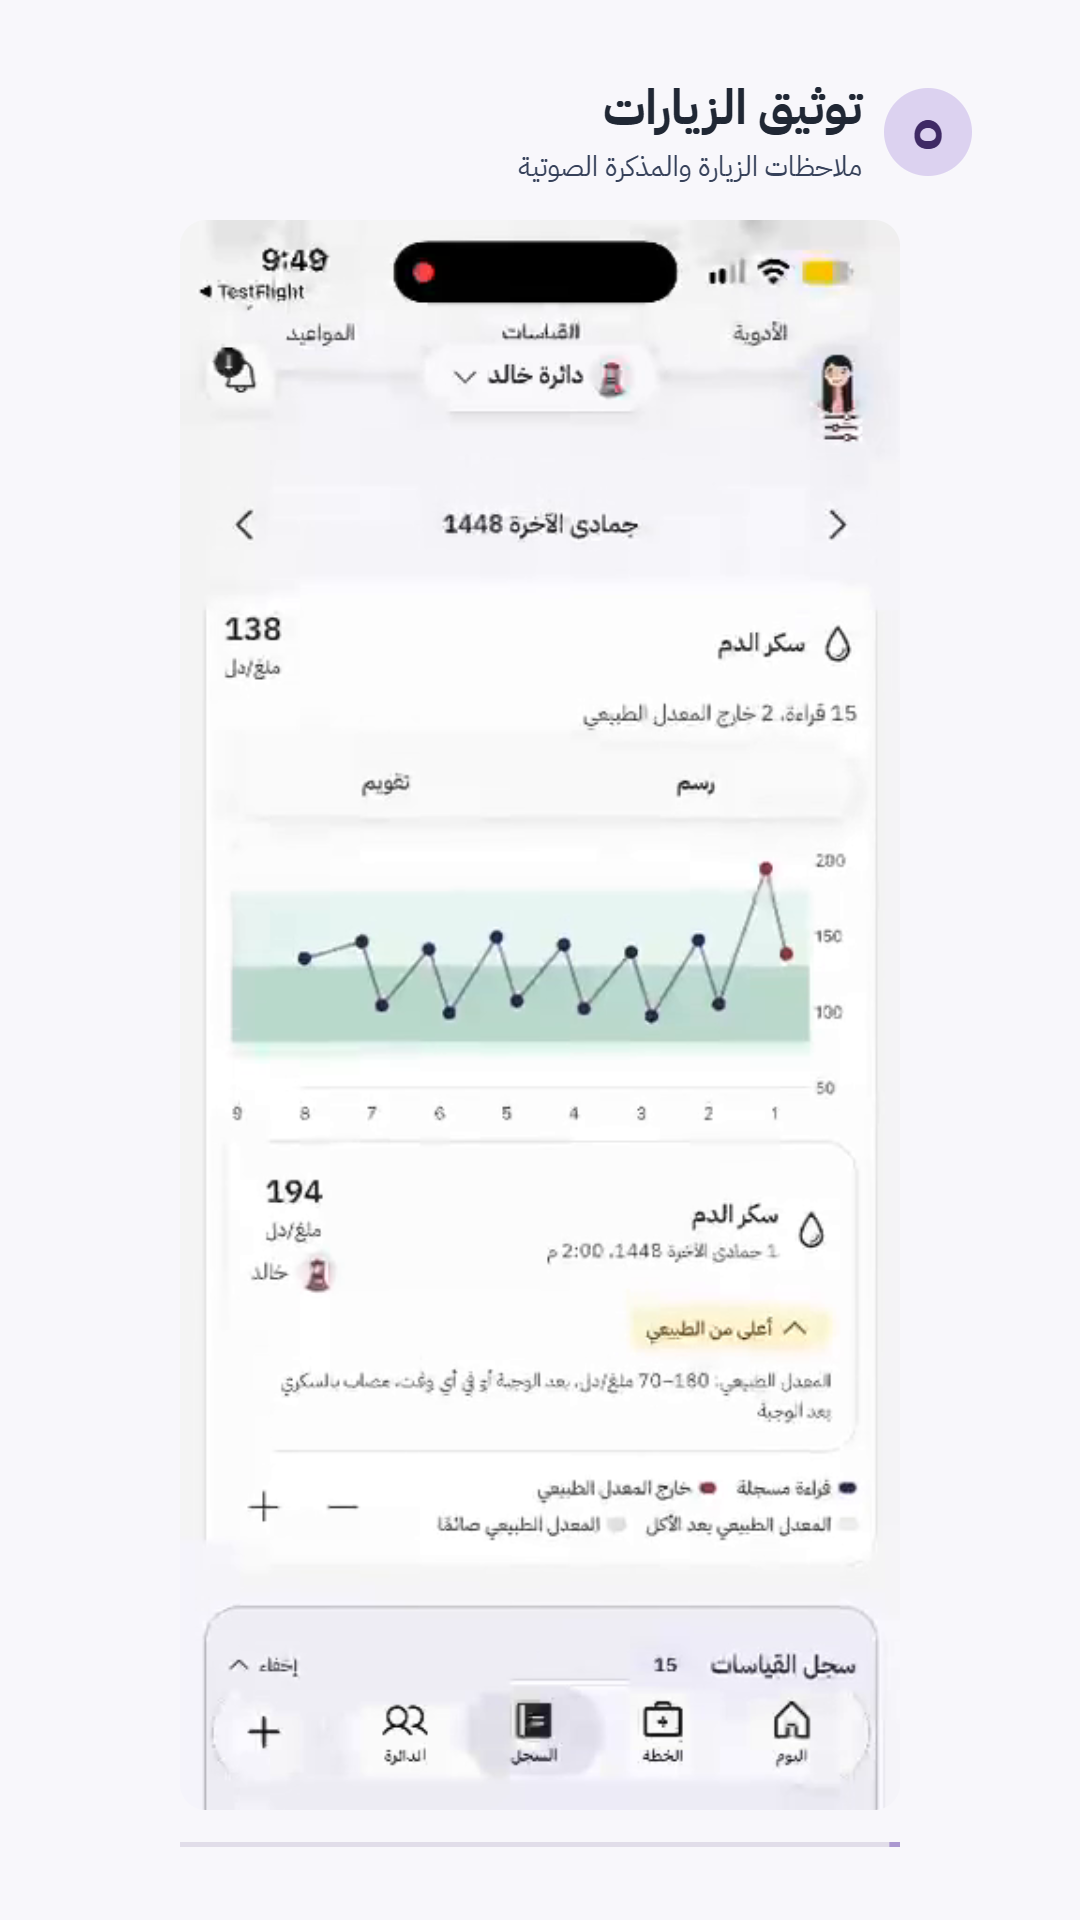 توثيق الزيارات
٥
ملاحظات الزيارة والمذكرة الصوتية
9:49
◀ TestFlight
الأدوية
القياسات
المواعيد
دائرة خالد
1
جمادى الآخرة 1448
سكر الدم
138
ملغ/دل
15 قراءة، 2 خارج المعدل الطبيعي
رسم
تقويم
200
150
100
50
1 2 3 4 5 6 7 8 9
سكر الدم
194
1 جمادى الآخرة 1448، 2:00 م
ملغ/دل
خالد
أعلى من الطبيعي
المعدل الطبيعي: 180–70 ملغ/دل، بعد الوجبة أو في أي وقت، مصاب بالسكري
بعد الوجبة
قراءة مسجلة
خارج المعدل الطبيعي
المعدل الطبيعي بعد الأكل
المعدل الطبيعي صائمًا
سجل القياسات
15
إخفاء
اليوم
الخطة
السجل
الدائرة